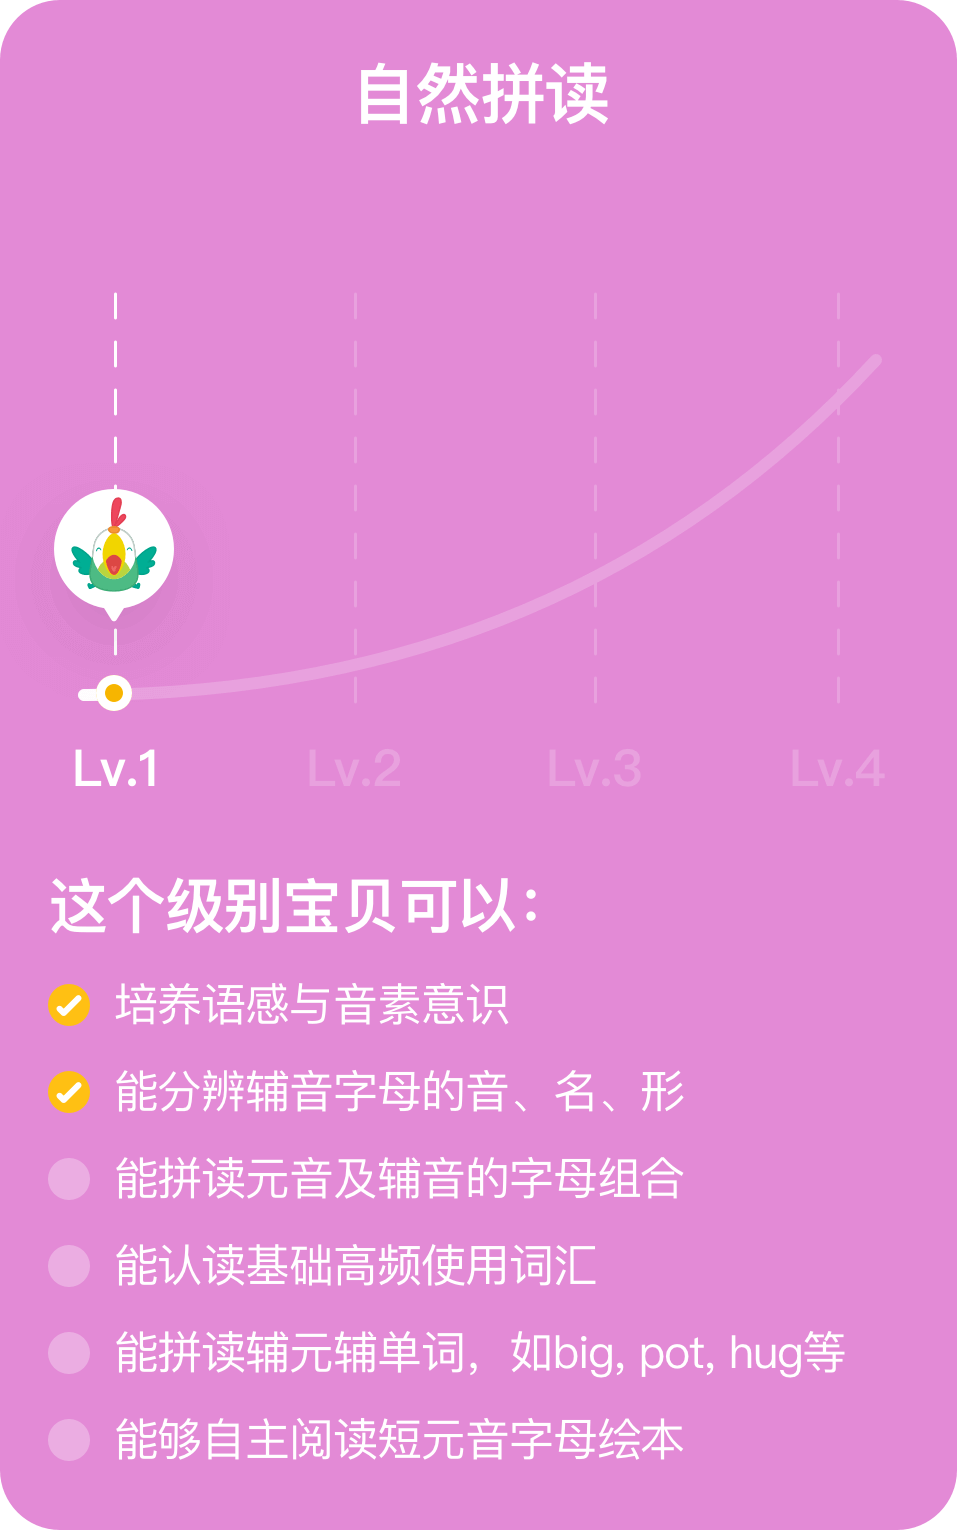 自然拼读
Lv.1 Lv.2 Lv.3 Lv.4
这个级别宝贝可以：
培养语感与音素意识
能分辨辅音字母的音、名、形
能拼读元音及辅音的字母组合
能认读基础高频使用词汇
能拼读辅元辅单词，如big, pot, hug等
能够自主阅读短元音字母绘本